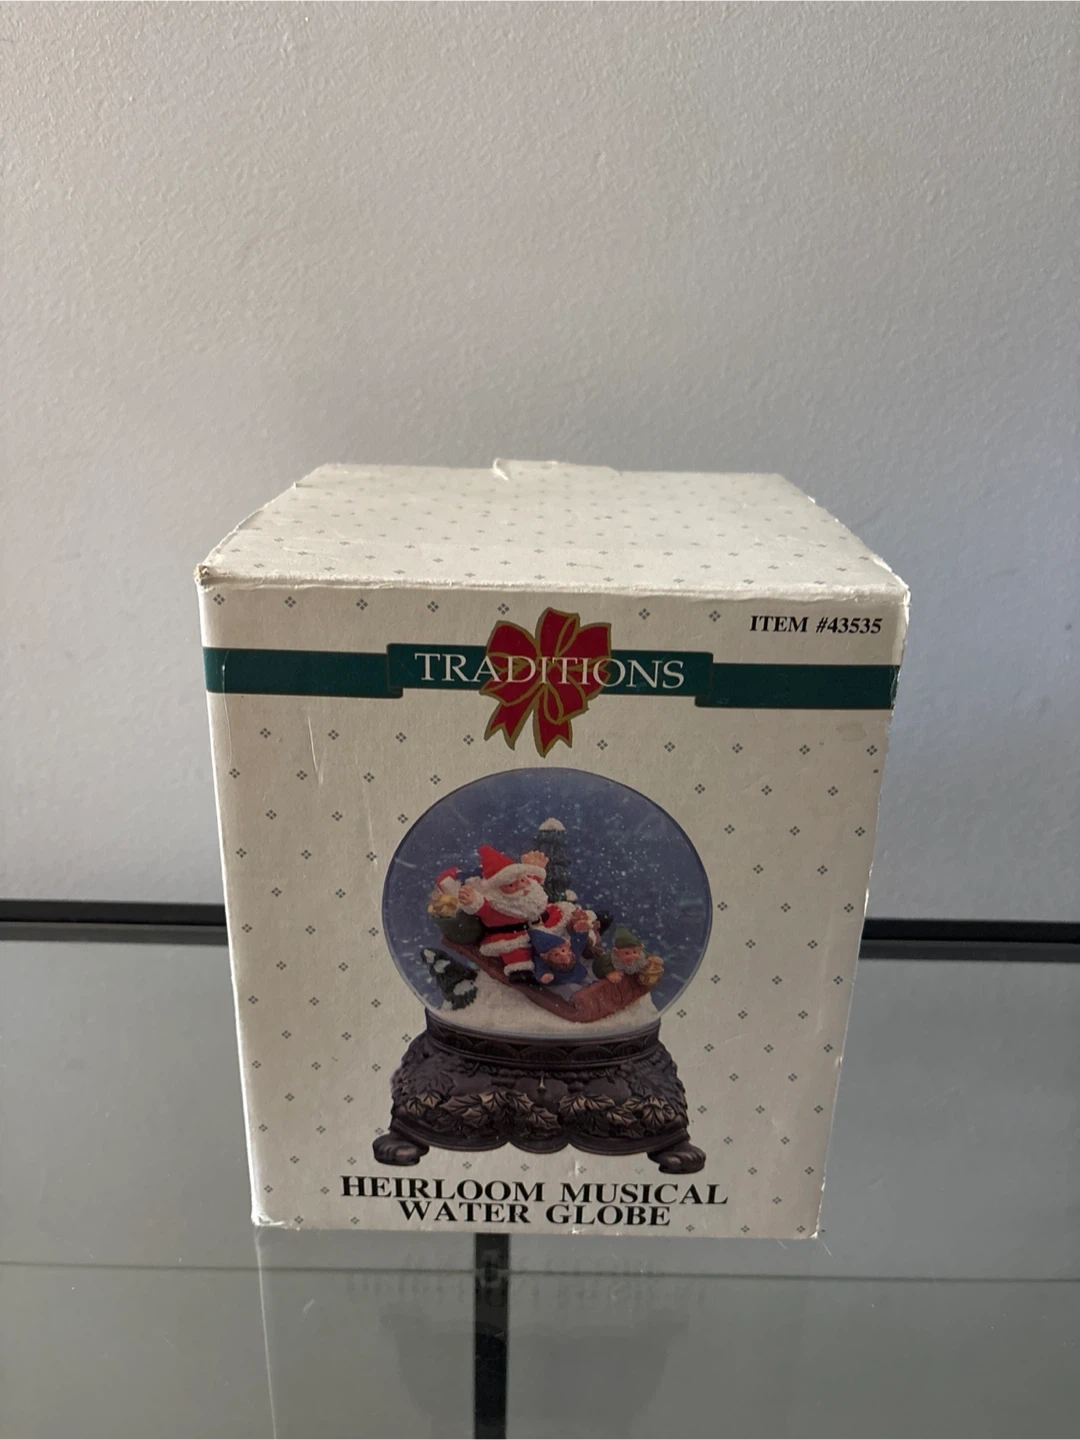 ITEM #43535
TRADITIONS
HEIRLOOM MUSICAL
WATER GLOBE